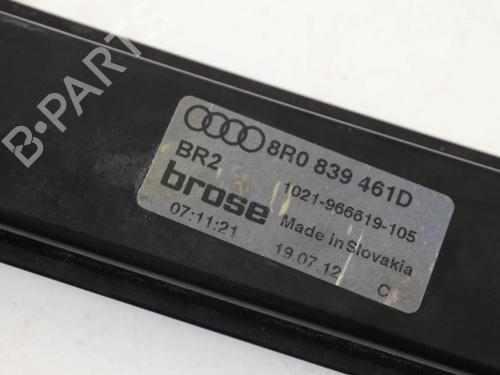 B-PARTS
8R0 839 461D
BR2
brose
1021-966619-105
Made in Slovakia
07:11:21
19.07.12
C